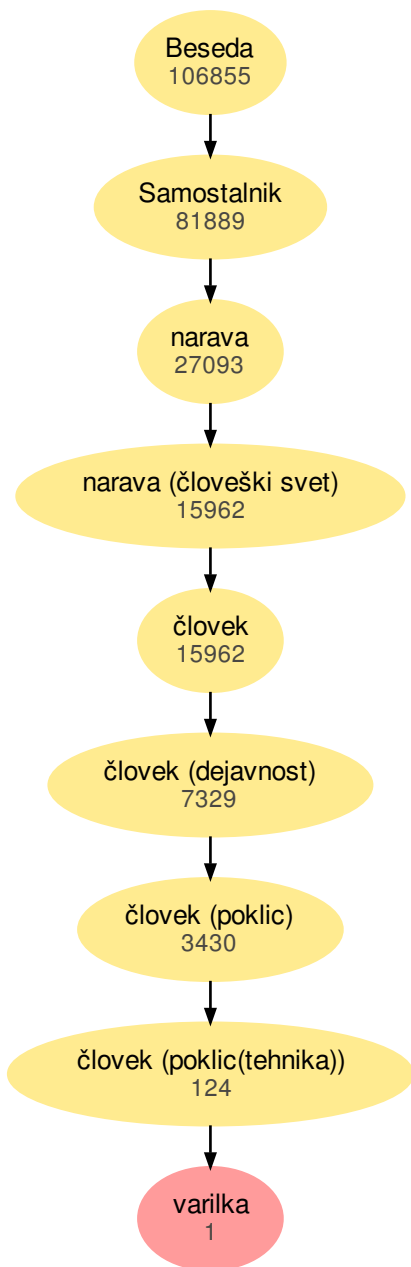 Beseda
106855
Samostalnik
81889
narava
27093
narava (človeški svet)
15962
človek
15962
človek (dejavnost)
7329
človek (poklic)
3430
človek (poklic(tehnika))
124
varilka
1